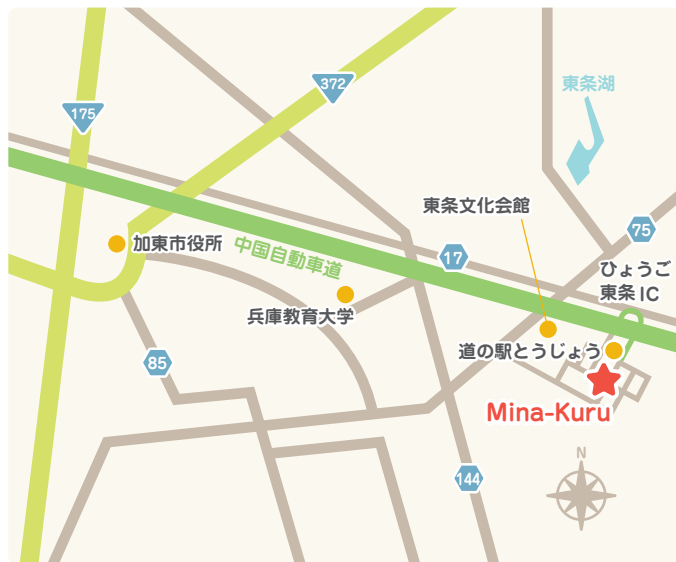 372
東条湖
175
東条文化会館
75
加東市役所
中国自動車道
17
ひょうご
東条IC
兵庫教育大学
道の駅とうじょう
85
Mina-Kuru
N
144